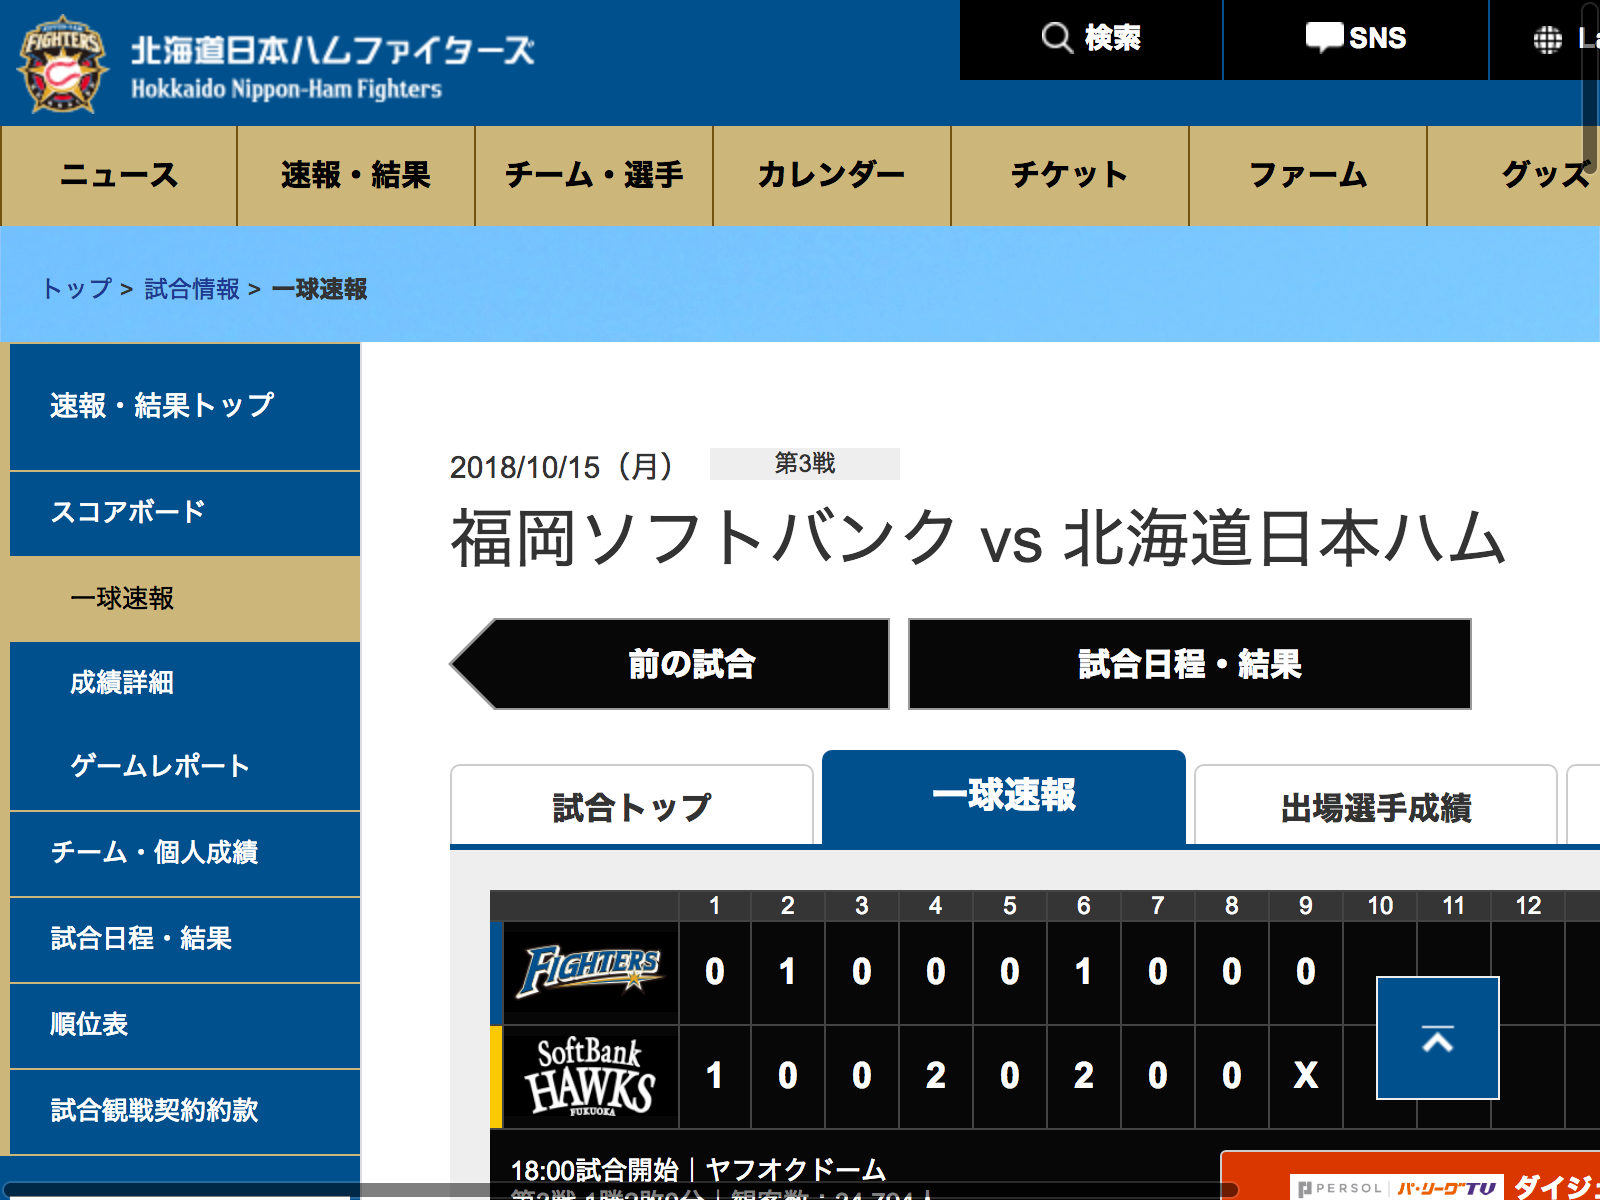 FIGHTERS
北海道日本ハムファイターズ
Hokkaido Nippon-Ham Fighters
検索
SNS
ニュース
速報・結果
チーム・選手
カレンダー
チケット
ファーム
グッズ
トップ > 試合情報 > 一球速報
速報・結果トップ
スコアボード
一球速報
成績詳細
ゲームレポート
チーム・個人成績
試合日程・結果
順位表
試合観戦契約約款
2018/10/15（月） 第3戦
福岡ソフトバンク vs 北海道日本ハム
前の試合
試合日程・結果
試合トップ
一球速報
出場選手成績
1 2 3 4 5 6 7 8 9 10 11 12
FIGHTERS 0 1 0 0 0 1 0 0 0
SoftBank HAWKS FUKUOKA 1 0 0 2 0 2 0 0 X
18:00試合開始｜ヤフオクドーム
PERSOL パ・リーグTV